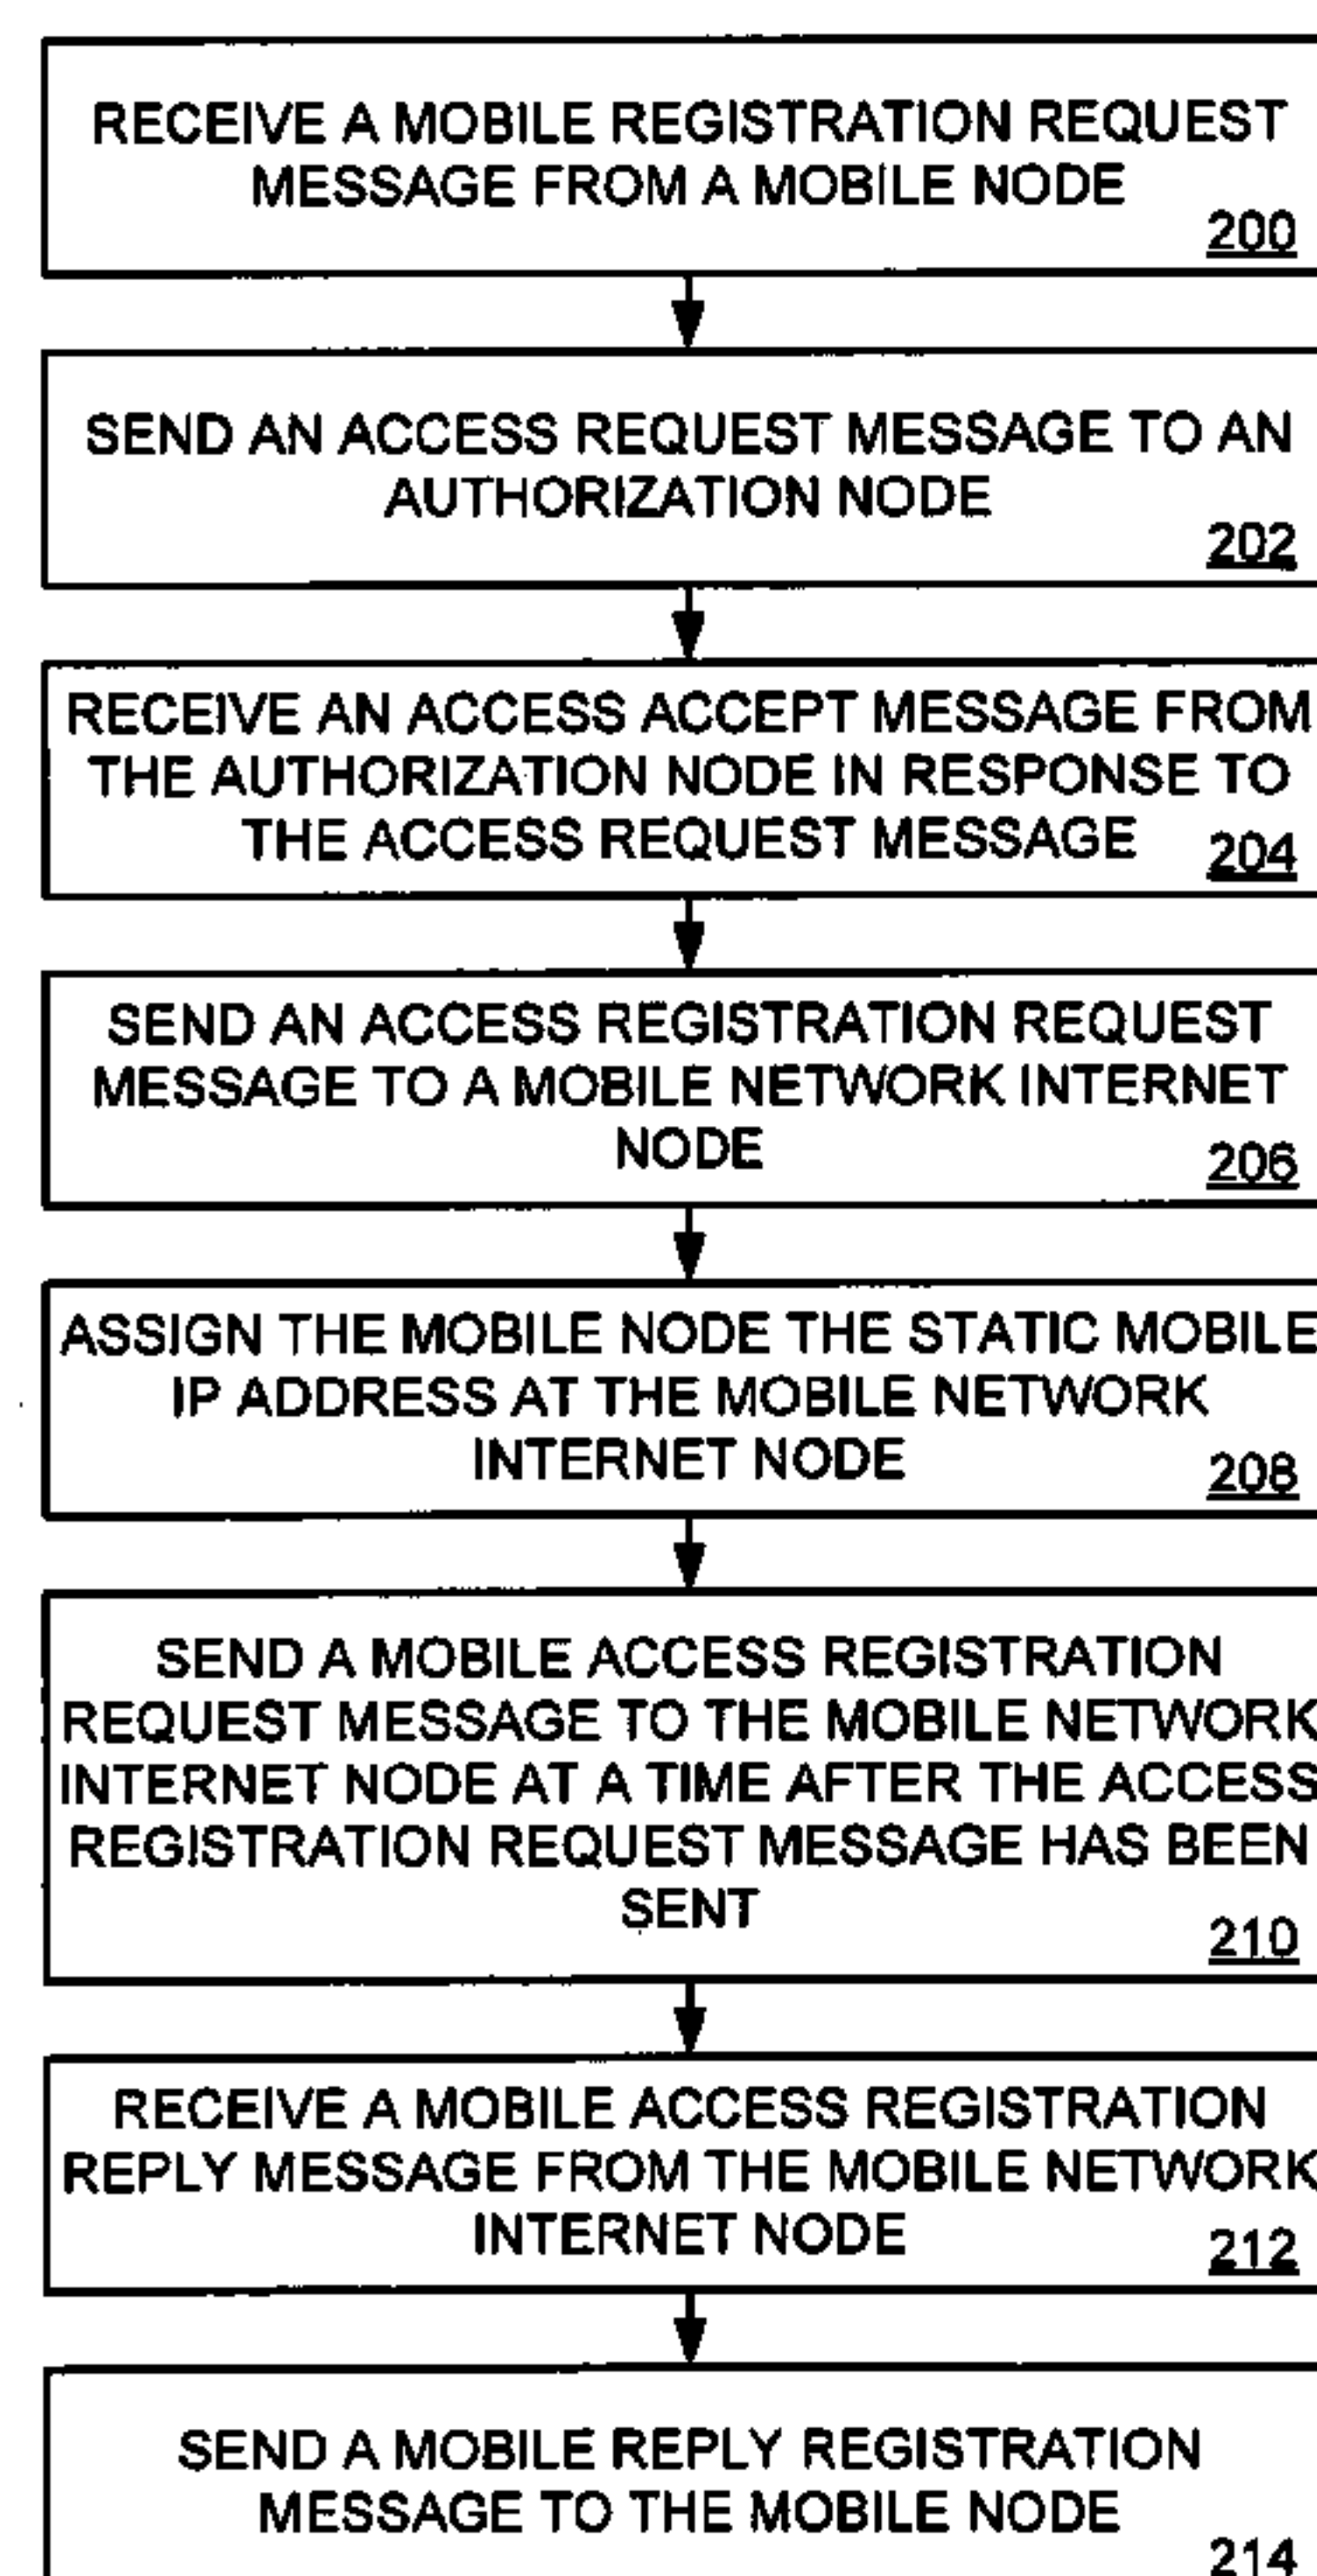 RECEIVE A MOBILE REGISTRATION REQUEST
MESSAGE FROM A MOBILE NODE
200
SEND AN ACCESS REQUEST MESSAGE TO AN
AUTHORIZATION NODE
202
RECEIVE AN ACCESS ACCEPT MESSAGE FROM
THE AUTHORIZATION NODE IN RESPONSE TO
THE ACCESS REQUEST MESSAGE
204
SEND AN ACCESS REGISTRATION REQUEST
MESSAGE TO A MOBILE NETWORK INTERNET
NODE
206
ASSIGN THE MOBILE NODE THE STATIC MOBILE
IP ADDRESS AT THE MOBILE NETWORK
INTERNET NODE
208
SEND A MOBILE ACCESS REGISTRATION
REQUEST MESSAGE TO THE MOBILE NETWORK
INTERNET NODE AT A TIME AFTER THE ACCESS
REGISTRATION REQUEST MESSAGE HAS BEEN
SENT
210
RECEIVE A MOBILE ACCESS REGISTRATION
REPLY MESSAGE FROM THE MOBILE NETWORK
INTERNET NODE
212
SEND A MOBILE REPLY REGISTRATION
MESSAGE TO THE MOBILE NODE
214